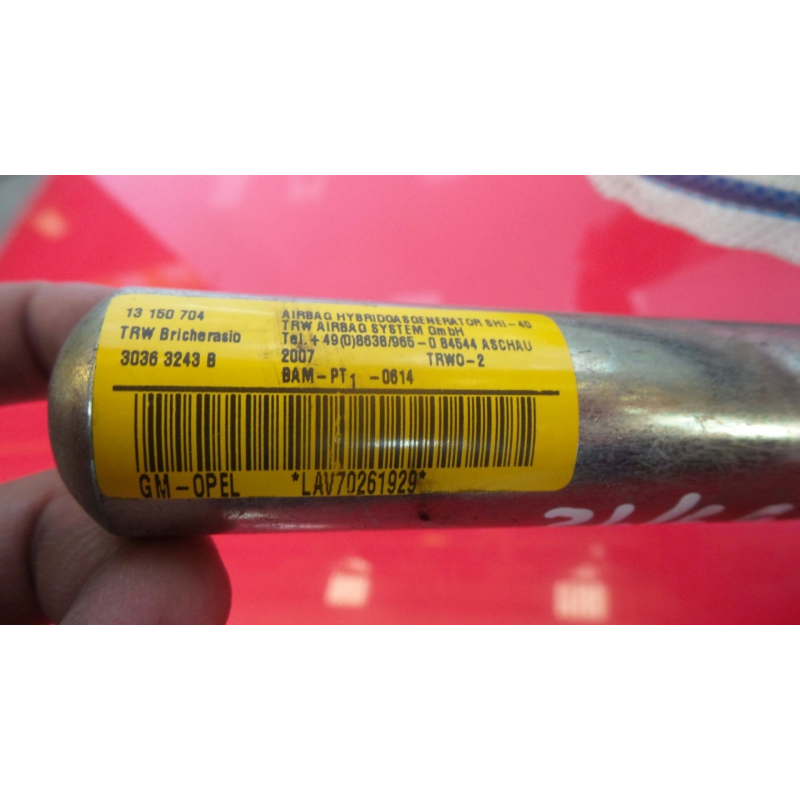 13 150 704
TRW Bricherasio
3036 3243 B
AIRBAG HYBRIDGASGENERATOR SHI-40
TRW AIRBAG SYSTEM GmbH
Tel.+49(0)8638/965-0 84544 ASCHAU
2007 TRWO-2
BAM-PT1 -0614
GM-OPEL *LAV70261929*